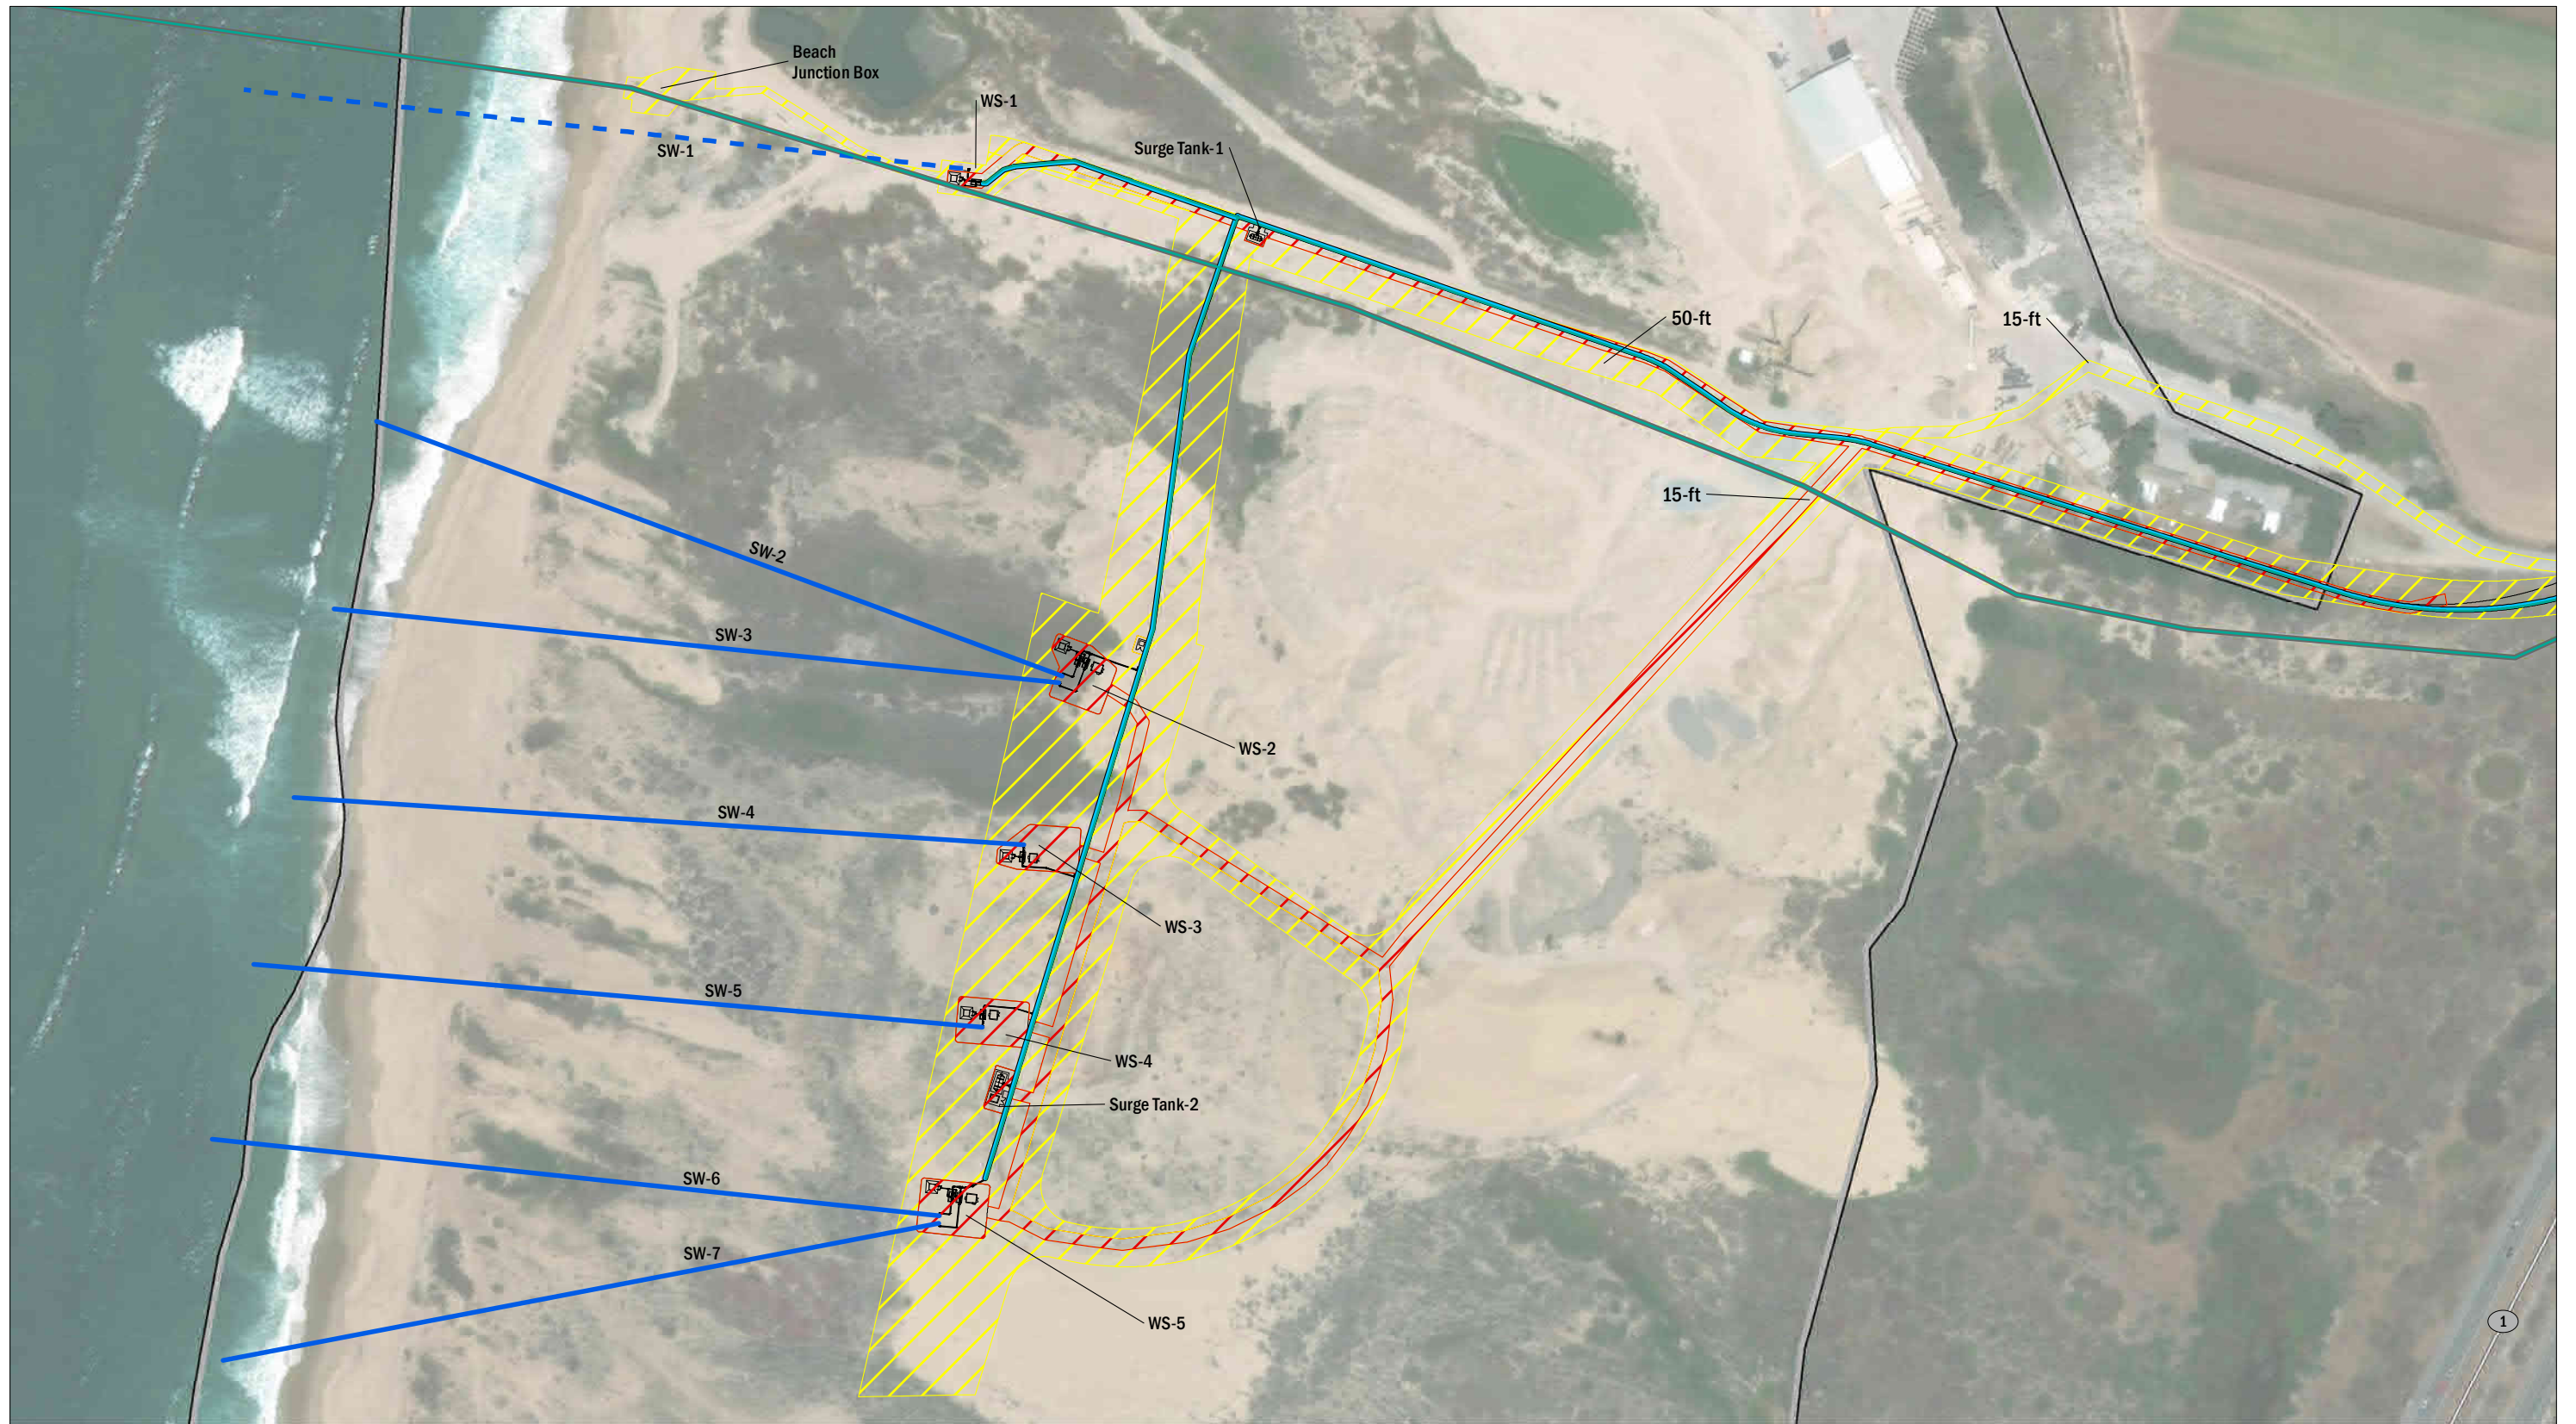 Beach
Junction Box
WS-1
SW-1
Surge Tank-1
50-ft
15-ft
15-ft
SW-2
SW-3
WS-2
SW-4
WS-3
SW-5
WS-4
Surge Tank-2
SW-6
SW-7
WS-5
1